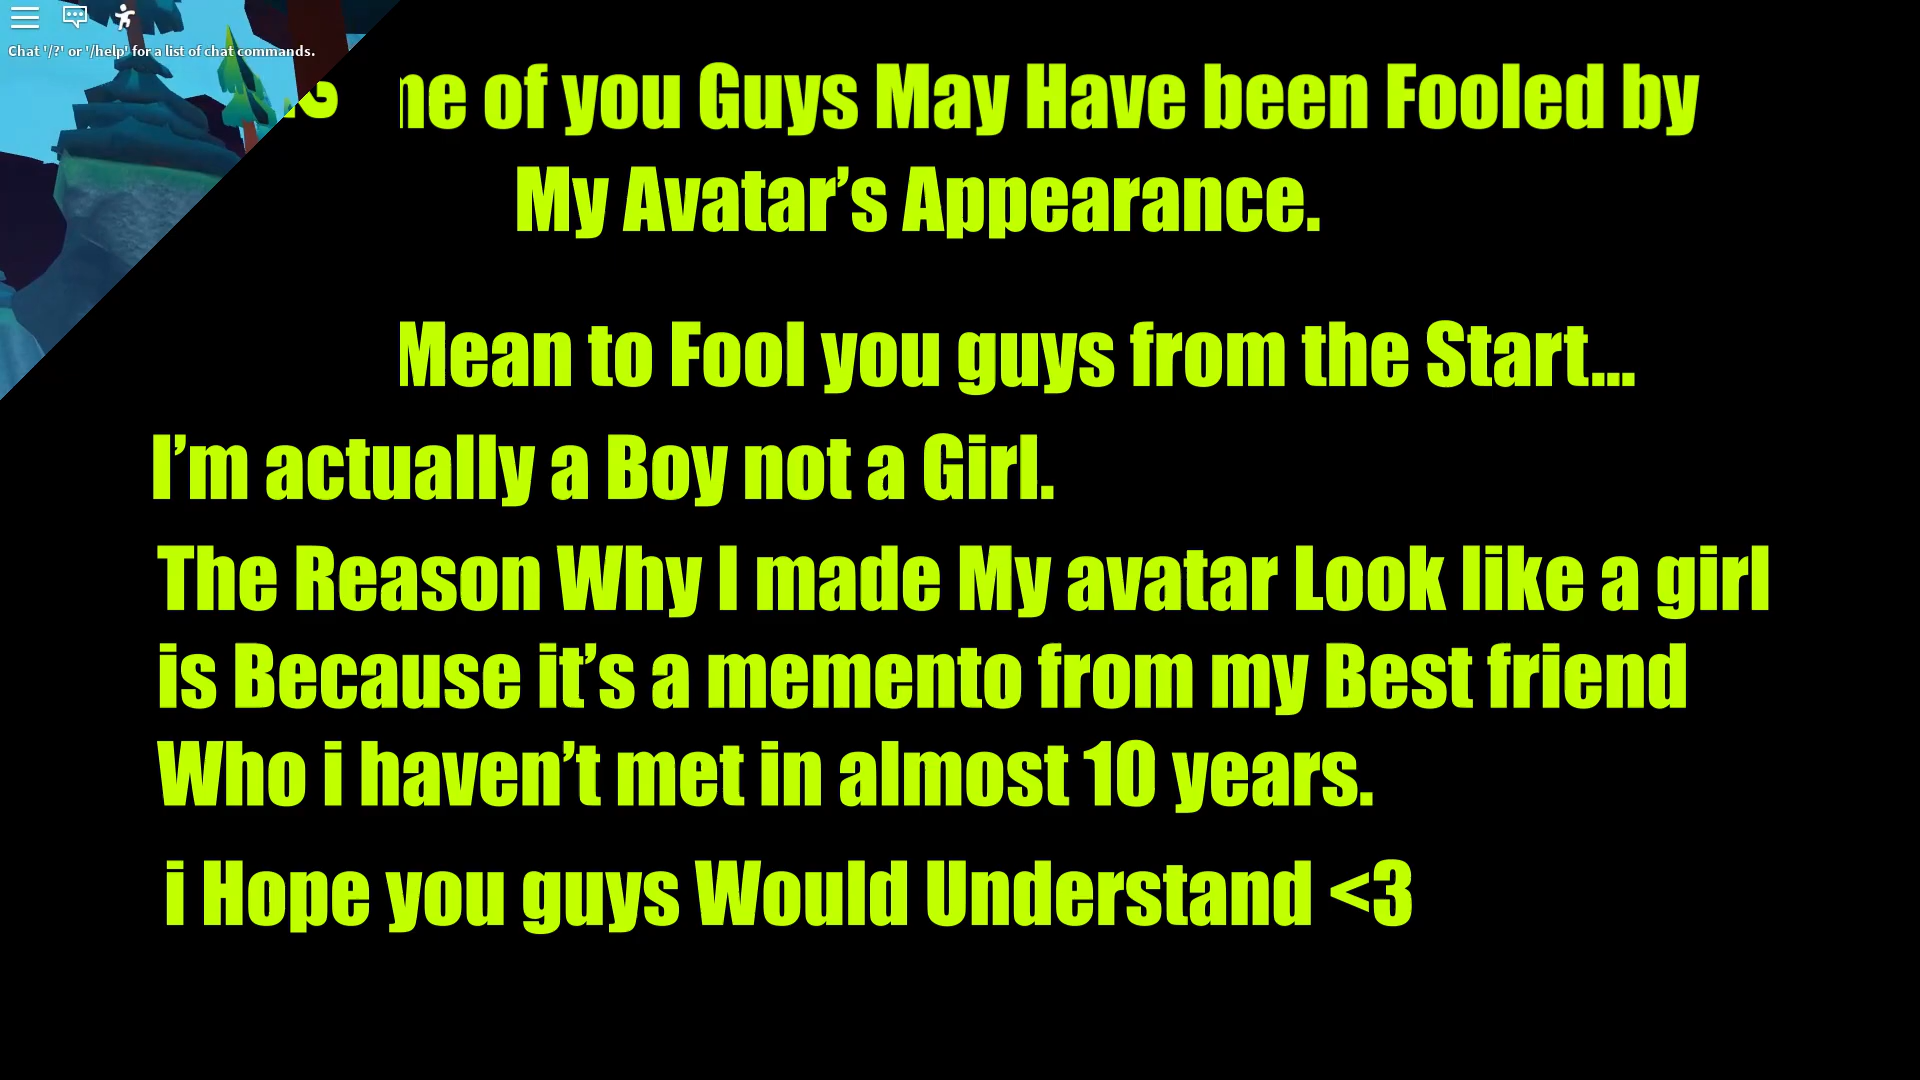 Chat '/?' or '/help' for a list of chat commands.
of you Guys May Have been Fooled by
My Avatar’s Appearance.
Mean to Fool you guys from the Start...
I’m actually a Boy not a Girl.
The Reason Why I made My avatar Look like a girl
is Because it’s a memento from my Best friend
Who i haven’t met in almost 10 years.
i Hope you guys Would Understand <3